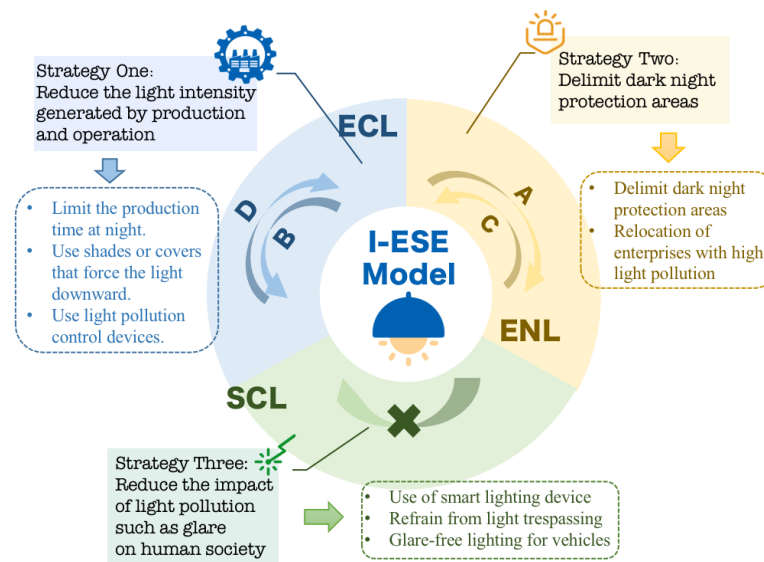 Strategy One:
Reduce the light intensity
generated by production
and operation
Strategy Two:
Delimit dark night
protection areas
ECL
• Limit the production
time at night.
• Use shades or covers
that force the light
downward.
• Use light pollution
control devices.
• Delimit dark night
protection areas
• Relocation of
enterprises with high
light pollution
D
B
A
C
I-ESE
Model
ENL
SCL
Strategy Three:
Reduce the impact
of light pollution
such as glare
on human society
• Use of smart lighting device
• Refrain from light trespassing
• Glare-free lighting for vehicles